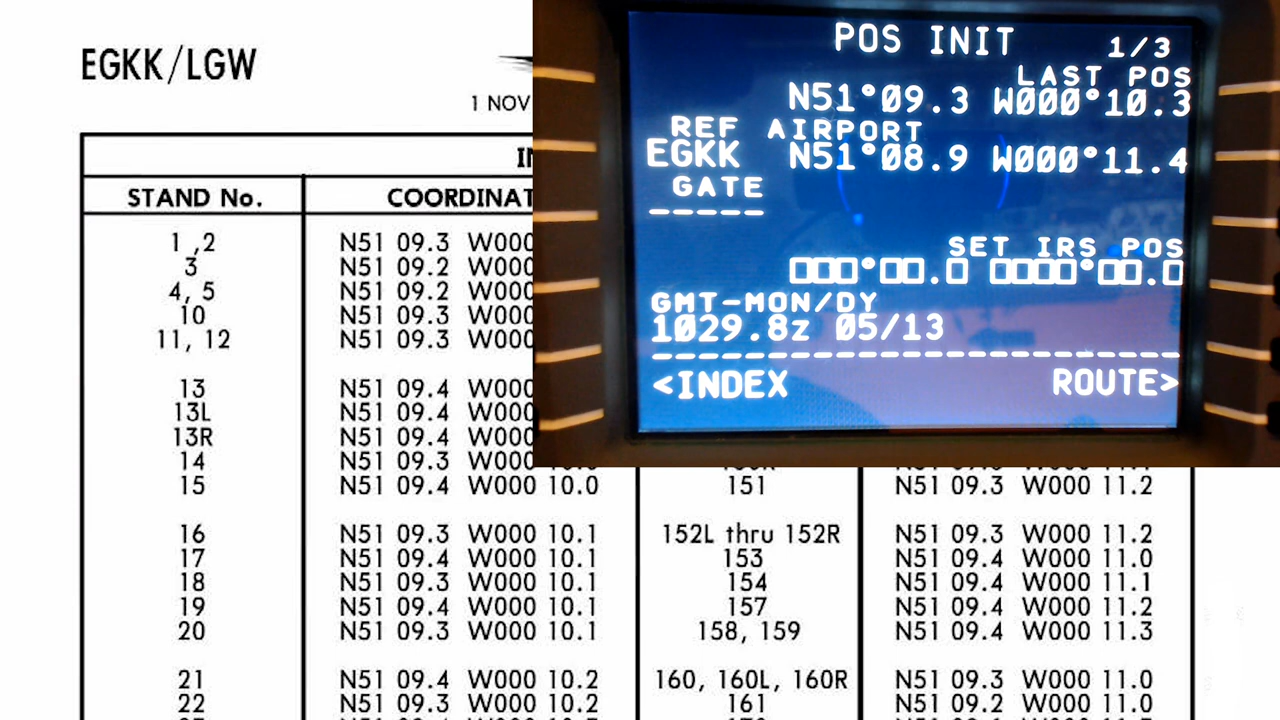 EGKK/LGW
1 NOV
STAND No.
COORDINAT
1 ,2 N51 09.3 W000
3 N51 09.2 W000
4, 5 N51 09.2 W000
10 N51 09.3 W000
11, 12 N51 09.3 W000
13 N51 09.4 W000
13L N51 09.4 W000
13R N51 09.4 W000
14 N51 09.3 W000
15 N51 09.4 W000 10.0 151 N51 09.3 W000 11.2
16 N51 09.3 W000 10.1 152L thru 152R N51 09.3 W000 11.2
17 N51 09.4 W000 10.1 153 N51 09.4 W000 11.0
18 N51 09.3 W000 10.1 154 N51 09.4 W000 11.1
19 N51 09.4 W000 10.1 157 N51 09.4 W000 11.2
20 N51 09.3 W000 10.1 158, 159 N51 09.4 W000 11.3
21 N51 09.4 W000 10.2 160, 160L, 160R N51 09.3 W000 11.0
22 N51 09.3 W000 10.2 161 N51 09.2 W000 11.0
POS INIT 1/3
LAST POS
N51°09.3 W000°10.3
REF AIRPORT
EGKK N51°08.9 W000°11.4
GATE
-----
SET IRS POS
□□□°□□.□ □□□□°□□.□
GMT-MON/DY
1029.8z 05/13
<INDEX ROUTE>